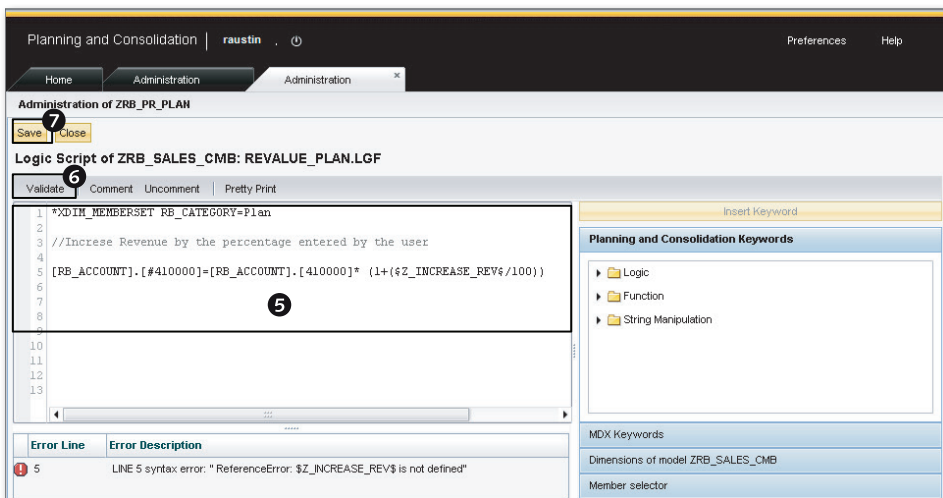 Planning and Consolidation | raustin ,
Preferences Help
Home Administration Administration ×
Administration of ZRB_PR_PLAN
7
Save Close
Logic Script of ZRB_SALES_CMB: REVALUE_PLAN.LGF
6
Validate Comment Uncomment | Pretty Print
Insert Keyword
1 *XDIM_MEMBERSET RB_CATEGORY=Plan
2
3 //Increse Revenue by the percentage entered by the user
4
5 [RB_ACCOUNT].[#410000]=[RB_ACCOUNT].[410000]* (1+($Z_INCREASE_REV$/100))
6
7
8
9
10
11
12
13
5
Planning and Consolidation Keywords
Logic
Function
String Manipulation
MDX Keywords
Dimensions of model ZRB_SALES_CMB
Member selector
Error Line Error Description
5 LINE 5 syntax error: " ReferenceError: $Z_INCREASE_REV$ is not defined"